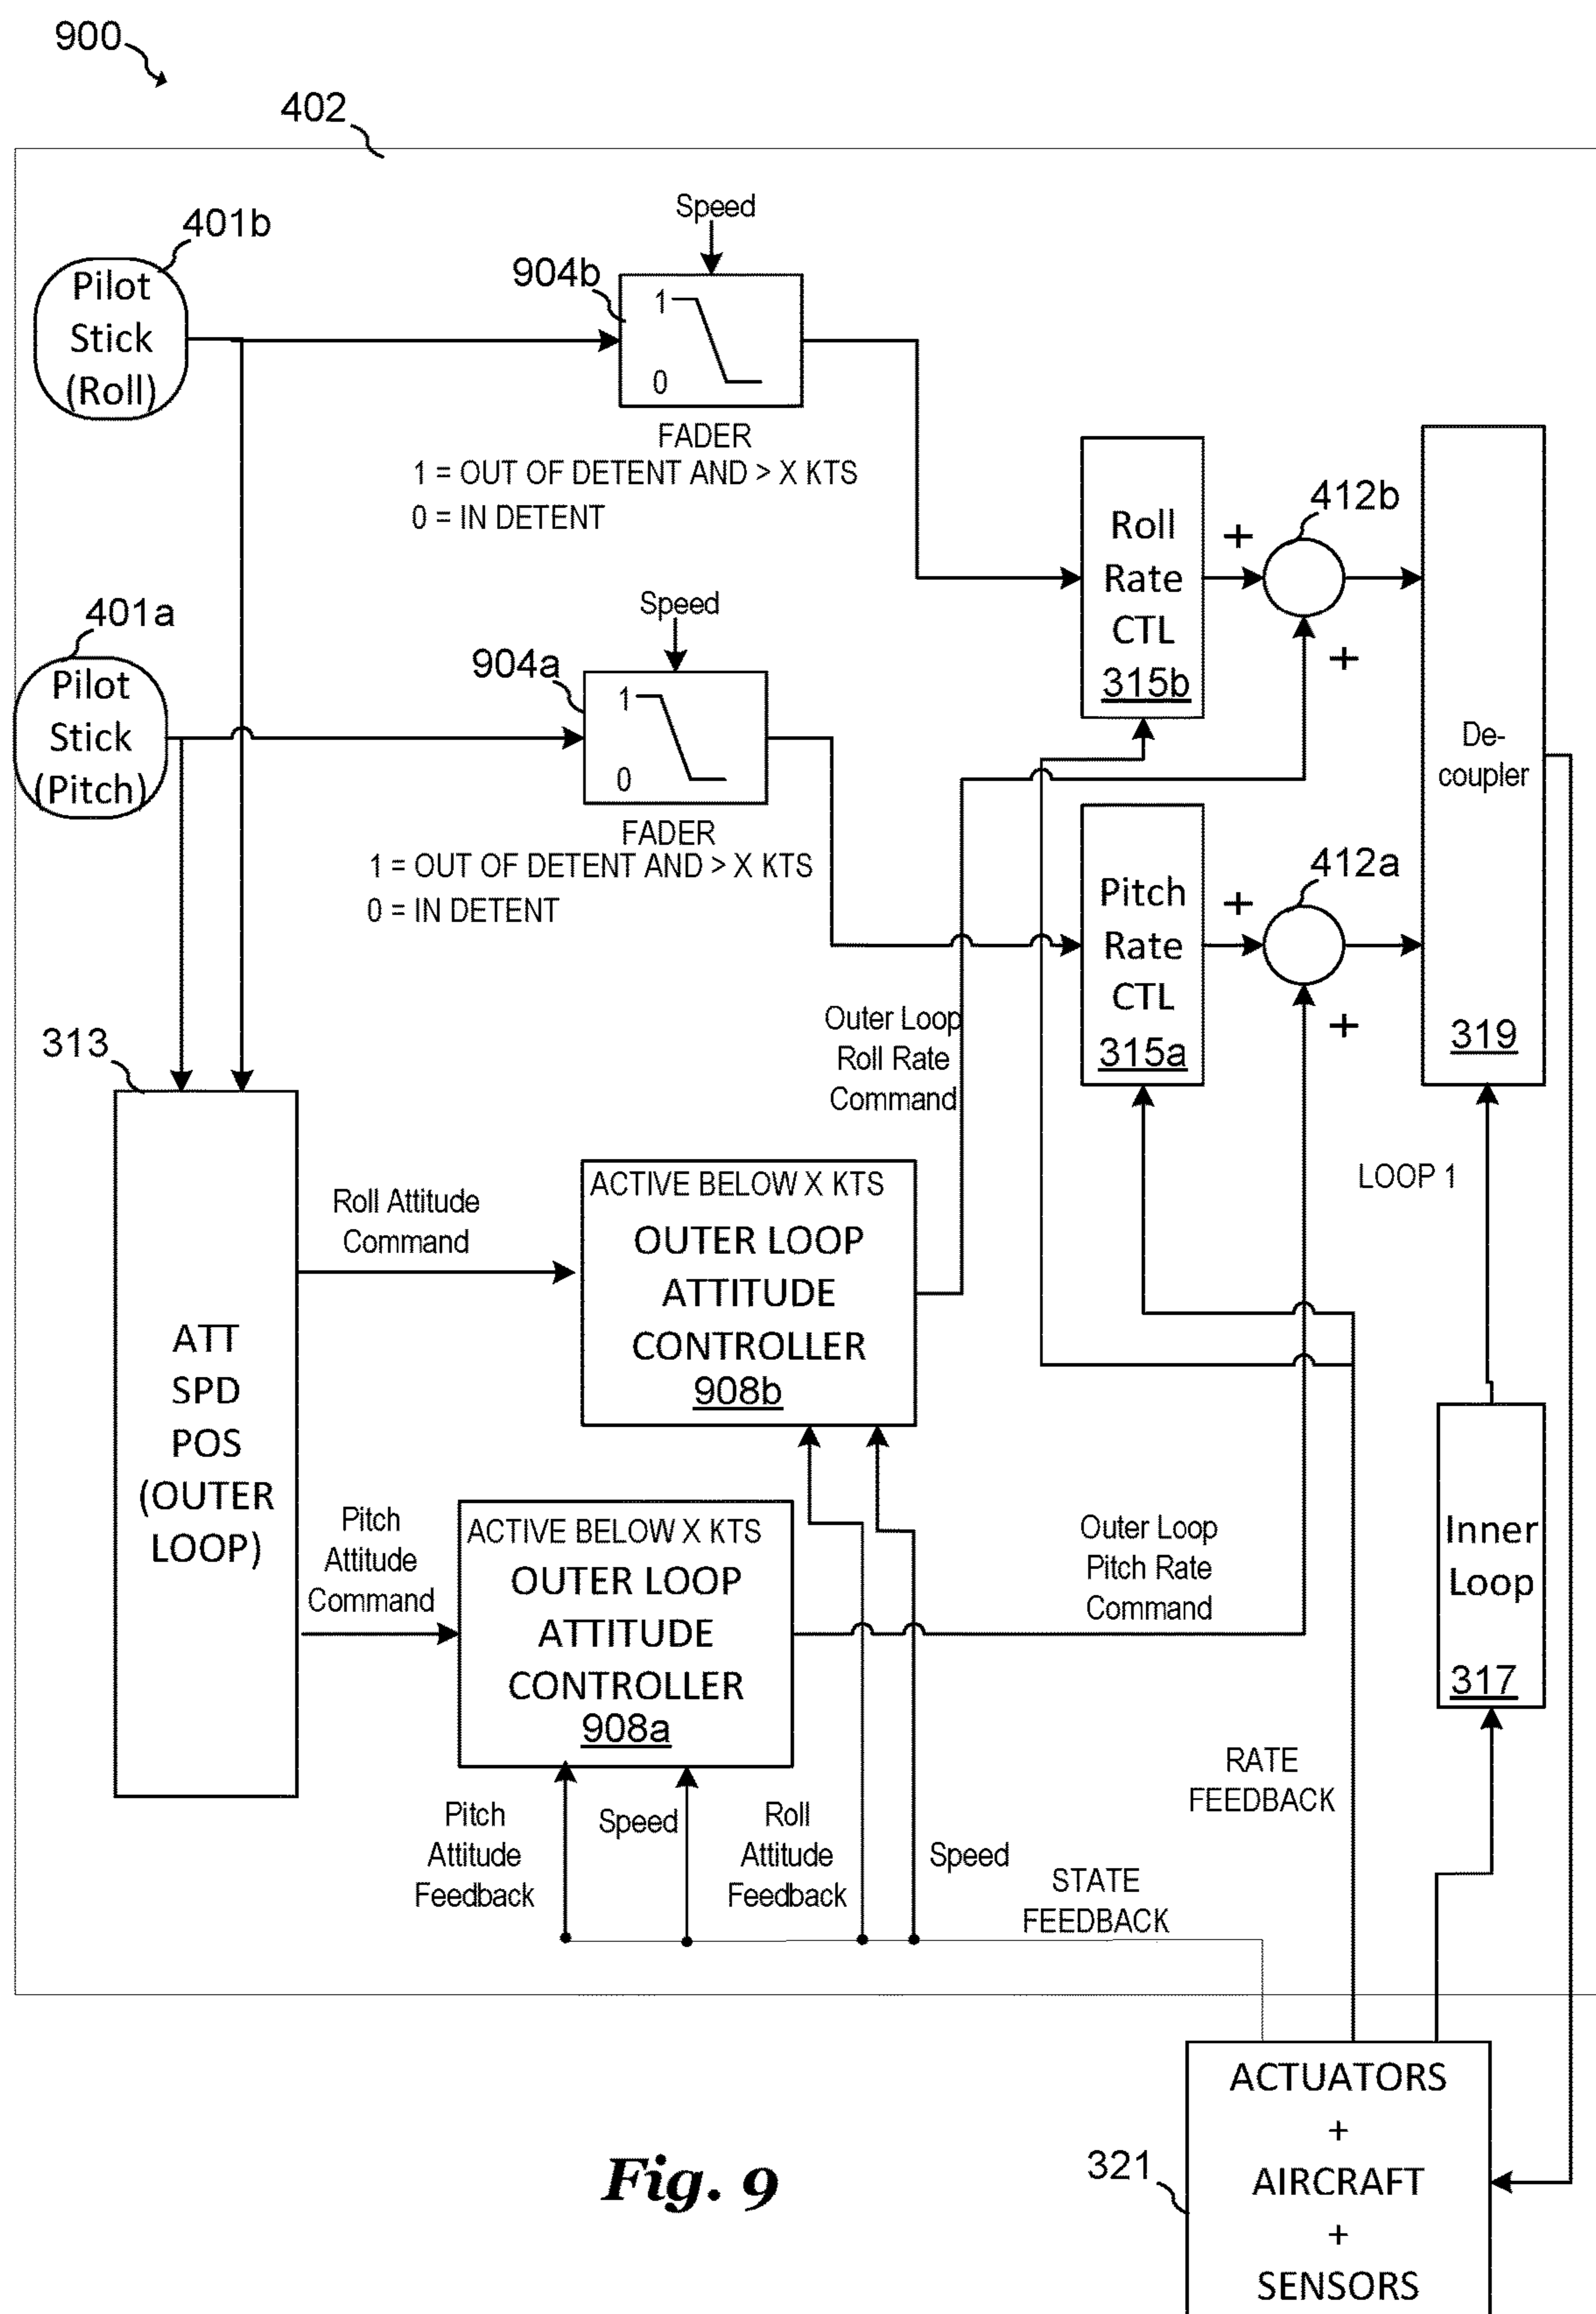 900
402
401b
Pilot
Stick
(Roll)
Speed
904b
1
0
FADER
1 = OUT OF DETENT AND > X KTS
0 = IN DETENT
401a
Pilot
Stick
(Pitch)
Speed
904a
1
0
FADER
1 = OUT OF DETENT AND > X KTS
0 = IN DETENT
Roll
Rate
CTL
315b
+
412b
+
Pitch
Rate
CTL
315a
+
412a
+
De-
coupler
319
313
ATT
SPD
POS
(OUTER
LOOP)
Roll Attitude
Command
Outer Loop
Roll Rate
Command
ACTIVE BELOW X KTS
OUTER LOOP
ATTITUDE
CONTROLLER
908b
LOOP 1
Pitch
Attitude
Command
ACTIVE BELOW X KTS
OUTER LOOP
ATTITUDE
CONTROLLER
908a
Outer Loop
Pitch Rate
Command
Inner
Loop
317
Pitch
Attitude
Feedback
Speed
Roll
Attitude
Feedback
Speed
STATE
FEEDBACK
RATE
FEEDBACK
321
ACTUATORS
+
AIRCRAFT
+
SENSORS
Fig. 9